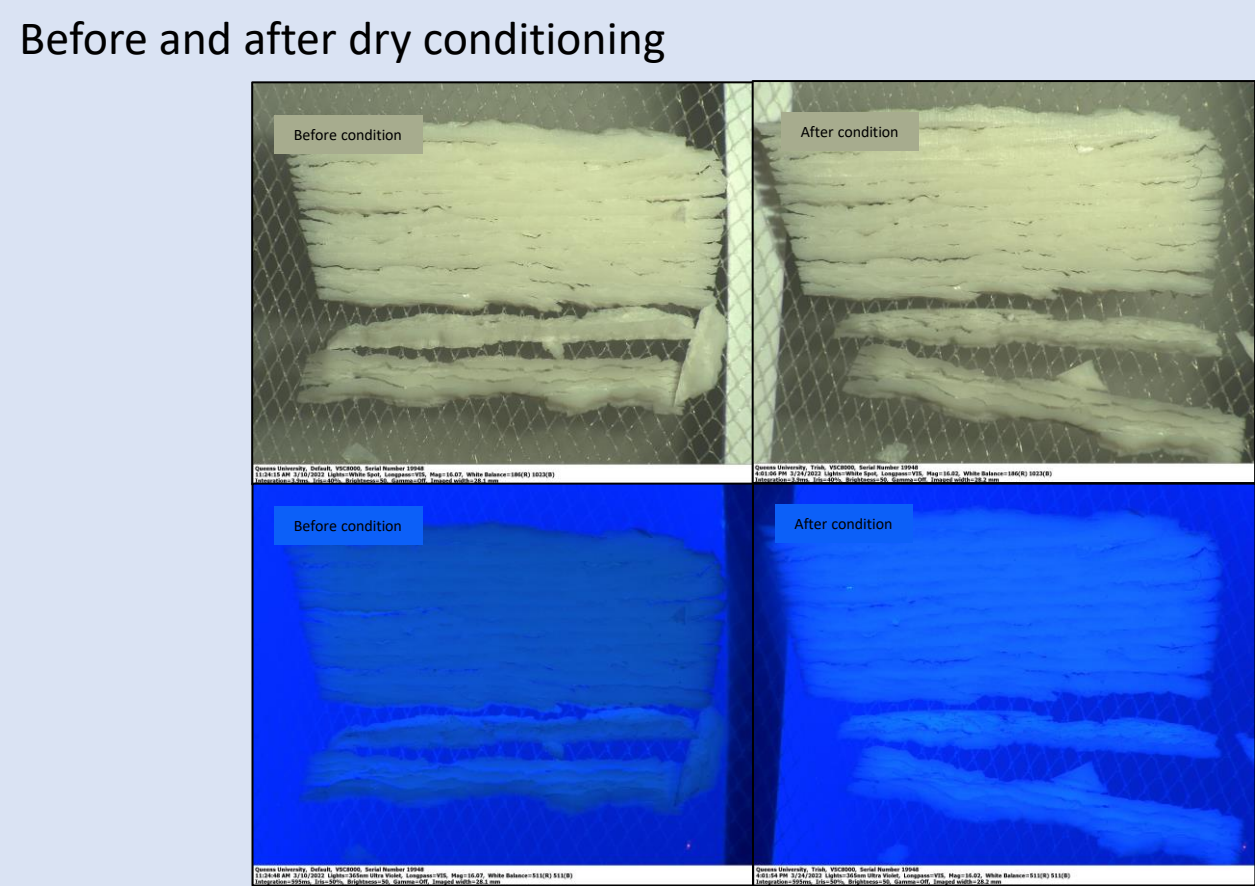 Before and after dry conditioning
Before condition
After condition
Queens University, Default, VSC8000, Serial Number 19948
11:24:15 AM 3/10/2022 Lights=White Spot, Longpass=VIS, Mag=16.07, White Balance=186(R) 1023(B)
Integration=3.9ms, Iris=40%, Brightness=50, Gamma=Off, Imaged width=28.1 mm
Queens University, Trish, VSC8000, Serial Number 19948
4:01:06 PM 3/24/2022 Lights=White Spot, Longpass=VIS, Mag=16.02, White Balance=186(R) 1023(B)
Integration=3.9ms, Iris=40%, Brightness=50, Gamma=Off, Imaged width=28.2 mm
Before condition
After condition
Queens University, Default, VSC8000, Serial Number 19948
11:24:48 AM 3/10/2022 Lights=365nm Ultra Violet, Longpass=VIS, Mag=16.07, White Balance=511(R) 511(B)
Integration=595ms, Iris=50%, Brightness=50, Gamma=Off, Imaged width=28.1 mm
Queens University, Trish, VSC8000, Serial Number 19948
4:01:54 PM 3/24/2022 Lights=365nm Ultra Violet, Longpass=VIS, Mag=16.02, White Balance=511(R) 511(B)
Integration=595ms, Iris=50%, Brightness=50, Gamma=Off, Imaged width=28.2 mm